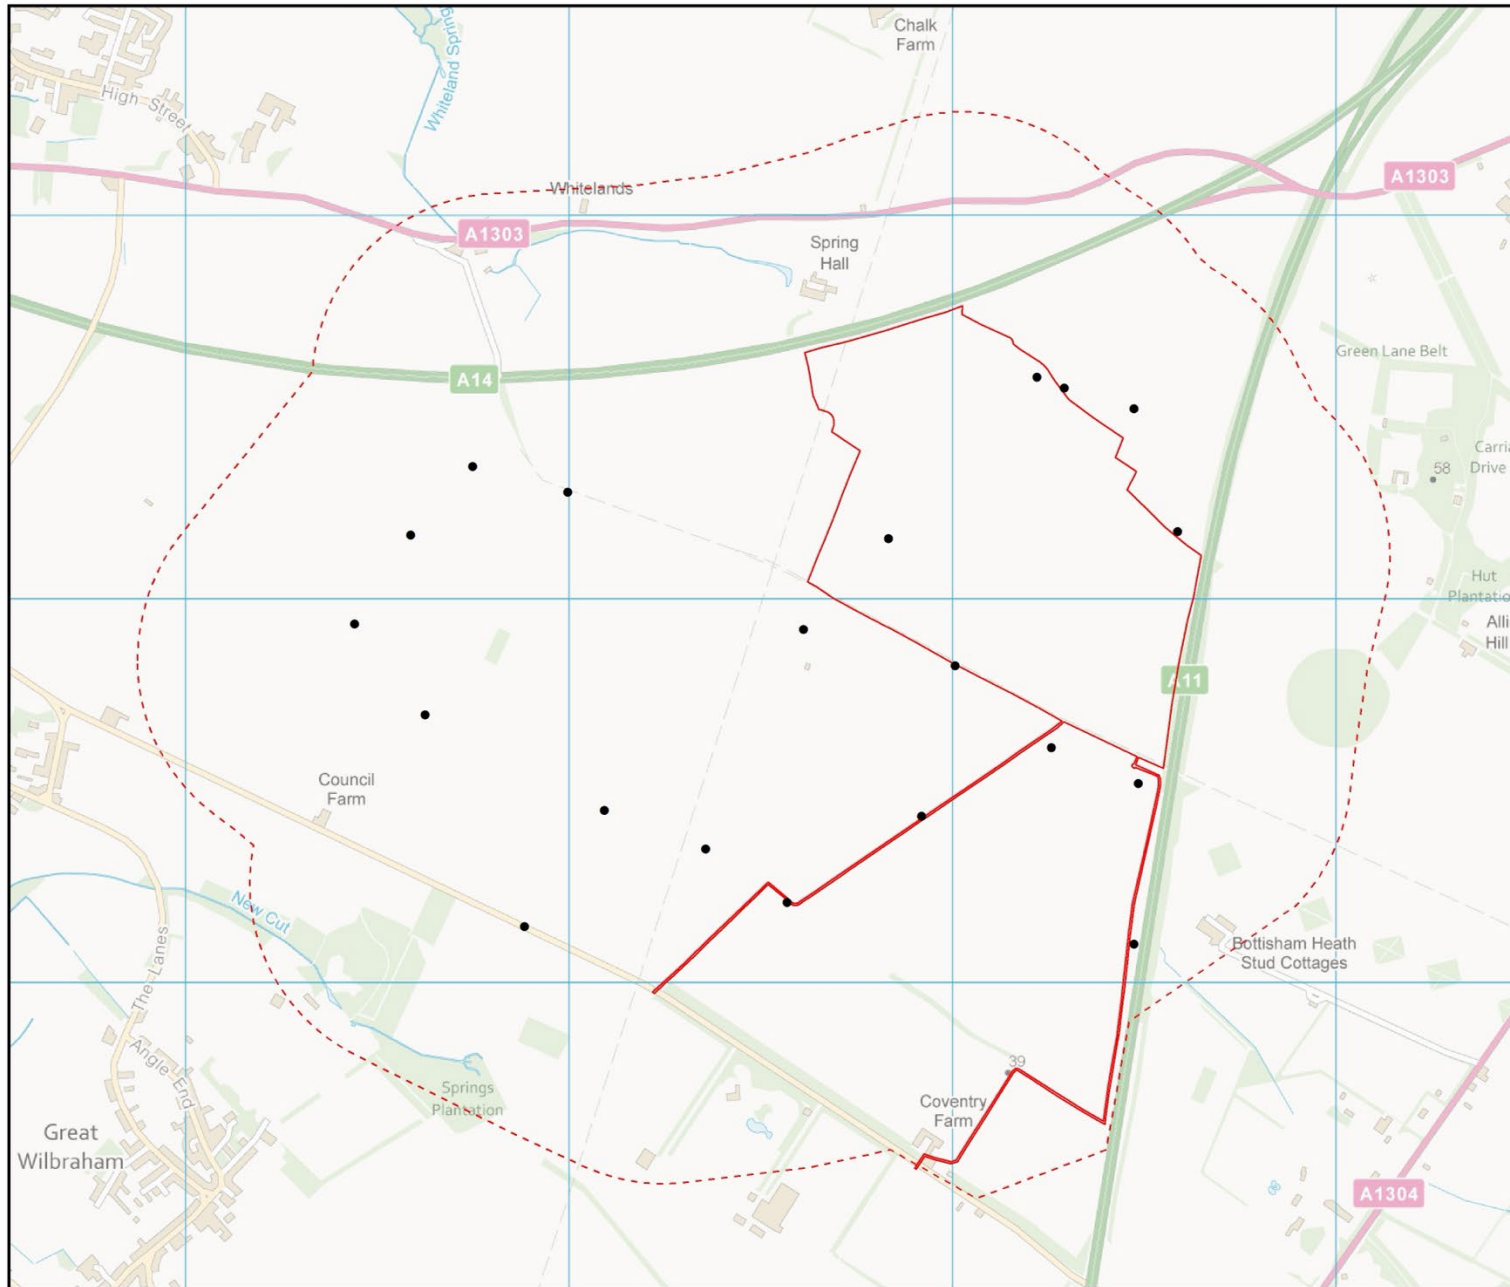 Chalk
Farm
Whiteland Spring
High Street
Whitelands
A1303
A1303
Spring
Hall
A14
Green Lane Belt
58
Drive
Hut
Hill
A11
Council
Farm
New Cut
The Lanes
Bottisham Heath
Stud Cottages
Angle End
39
Springs
Plantation
Coventry
Farm
Great
Wilbraham
A1304